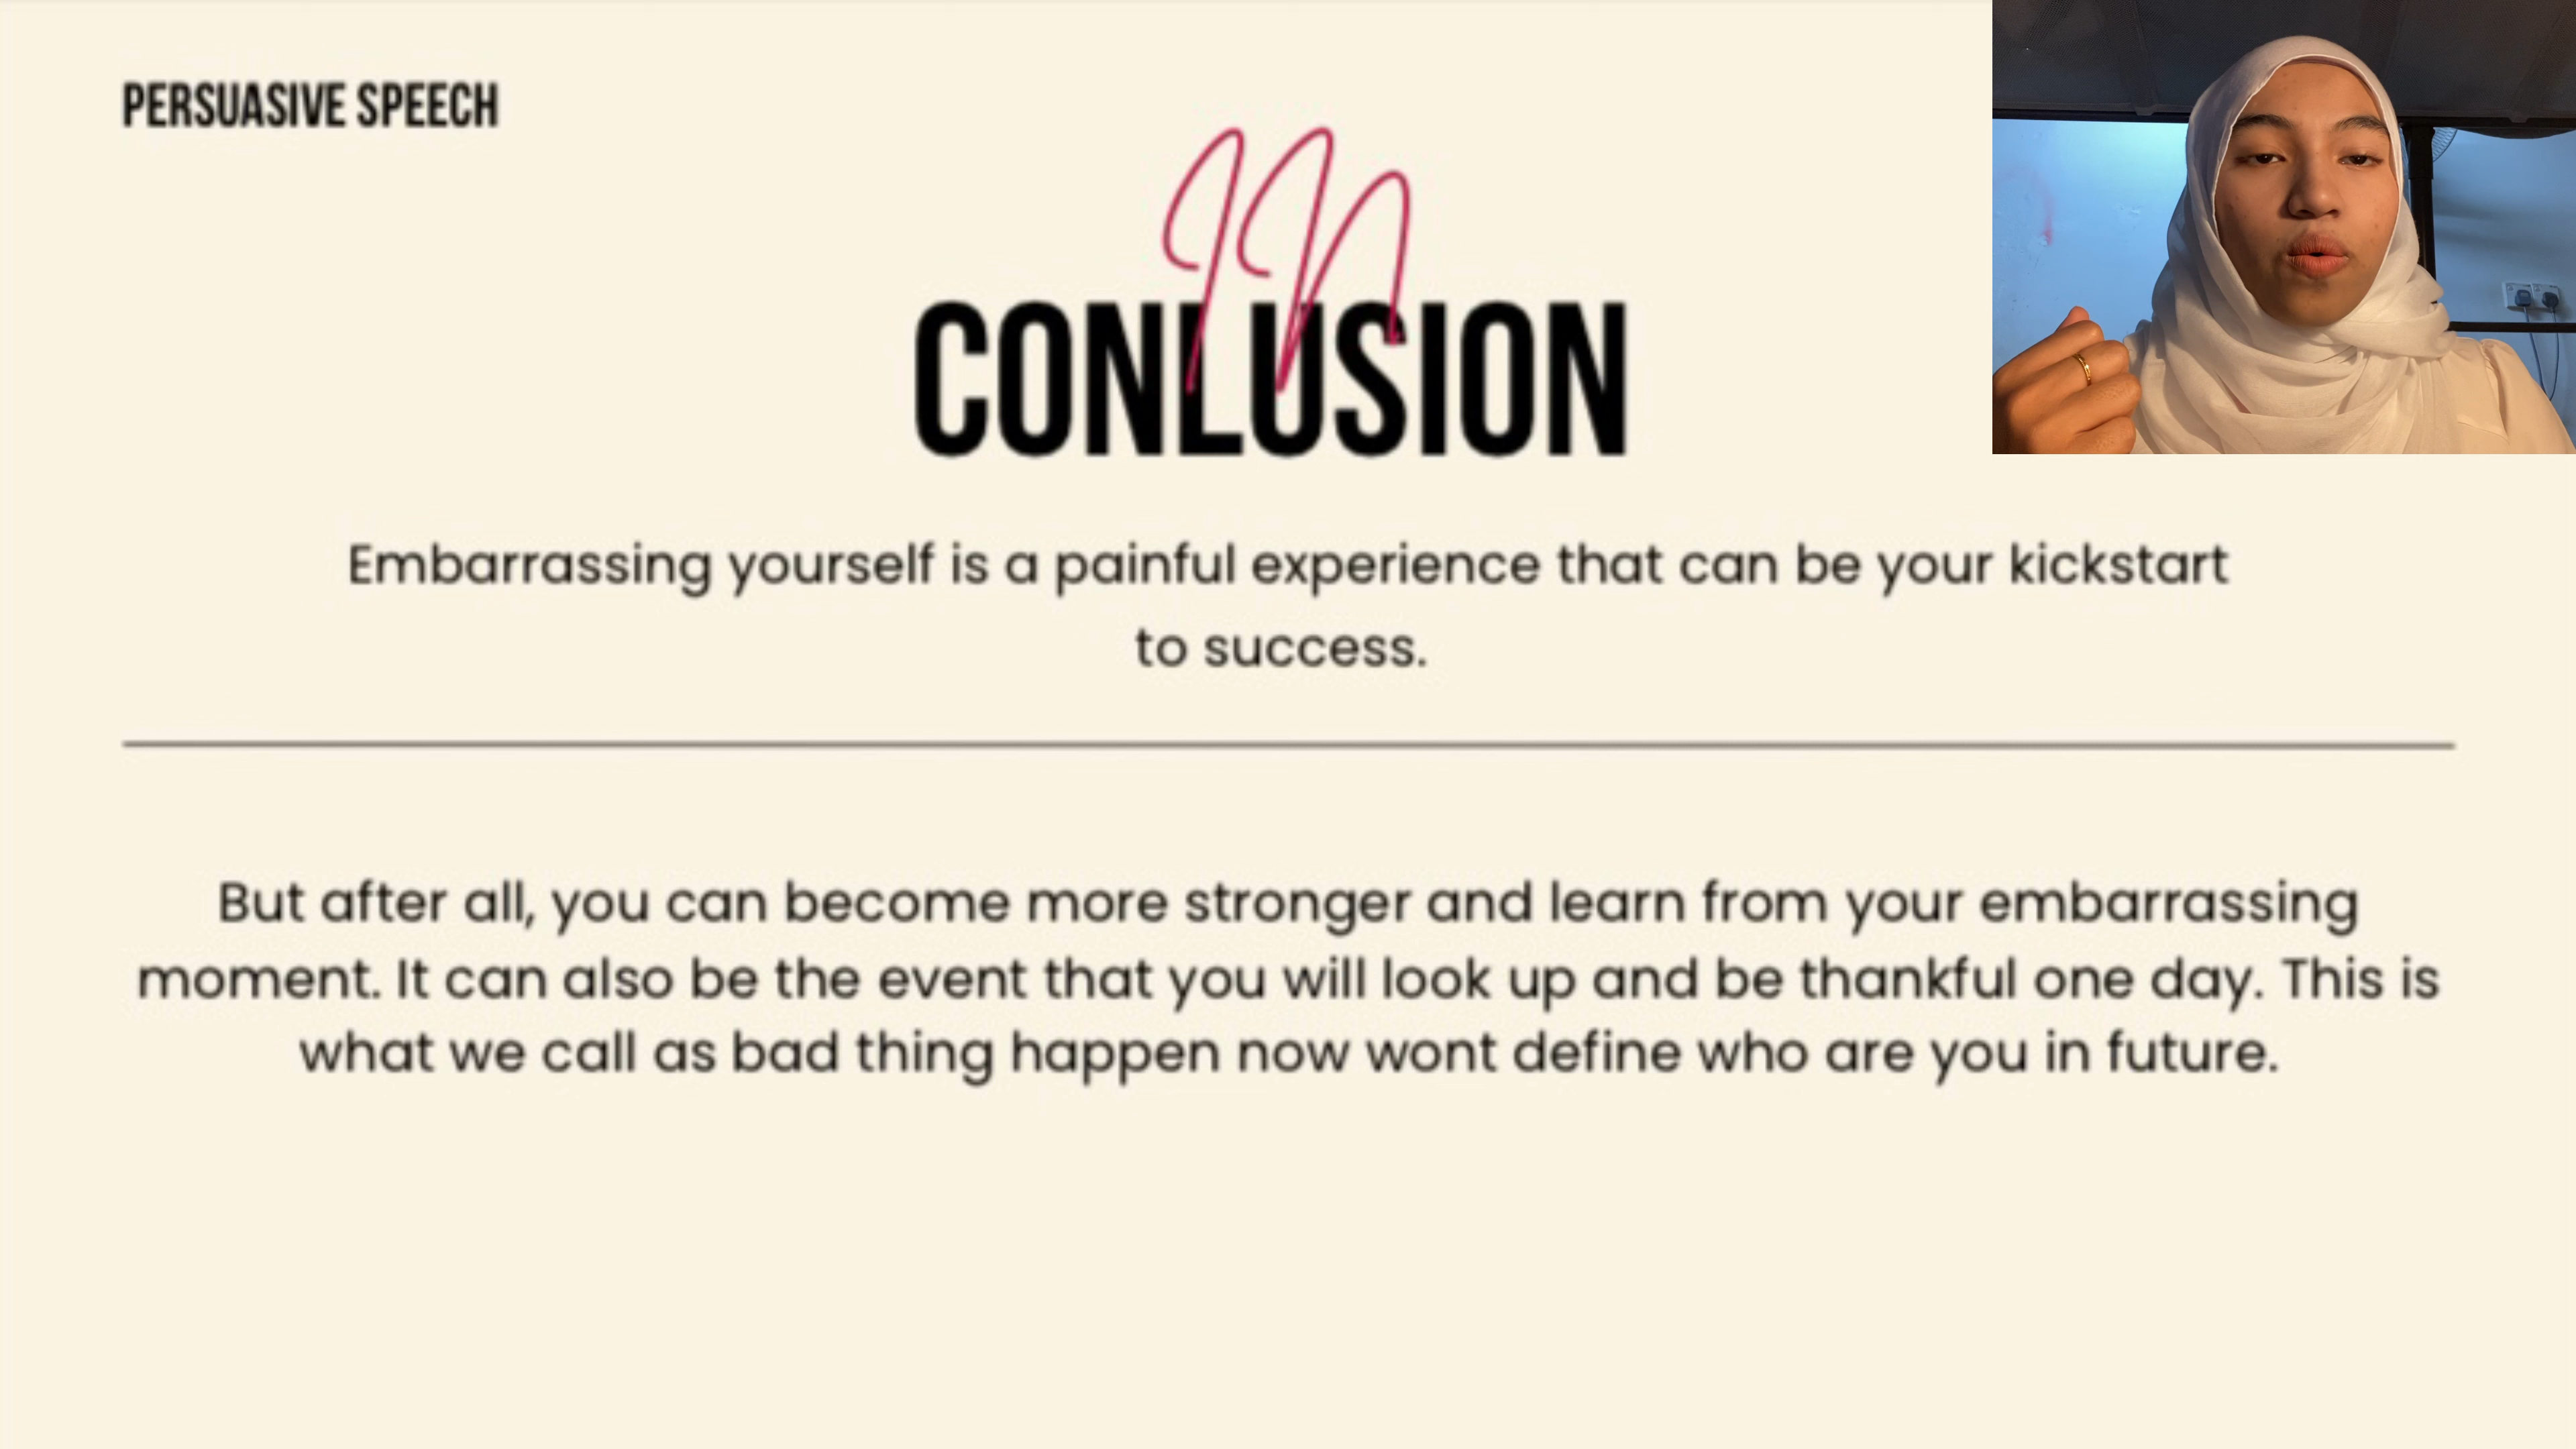 PERSUASIVE SPEECH
IN
CONLUSION
Embarrassing yourself is a painful experience that can be your kickstart
to success.
But after all, you can become more stronger and learn from your embarrassing
moment. It can also be the event that you will look up and be thankful one day. This is
what we call as bad thing happen now wont define who are you in future.